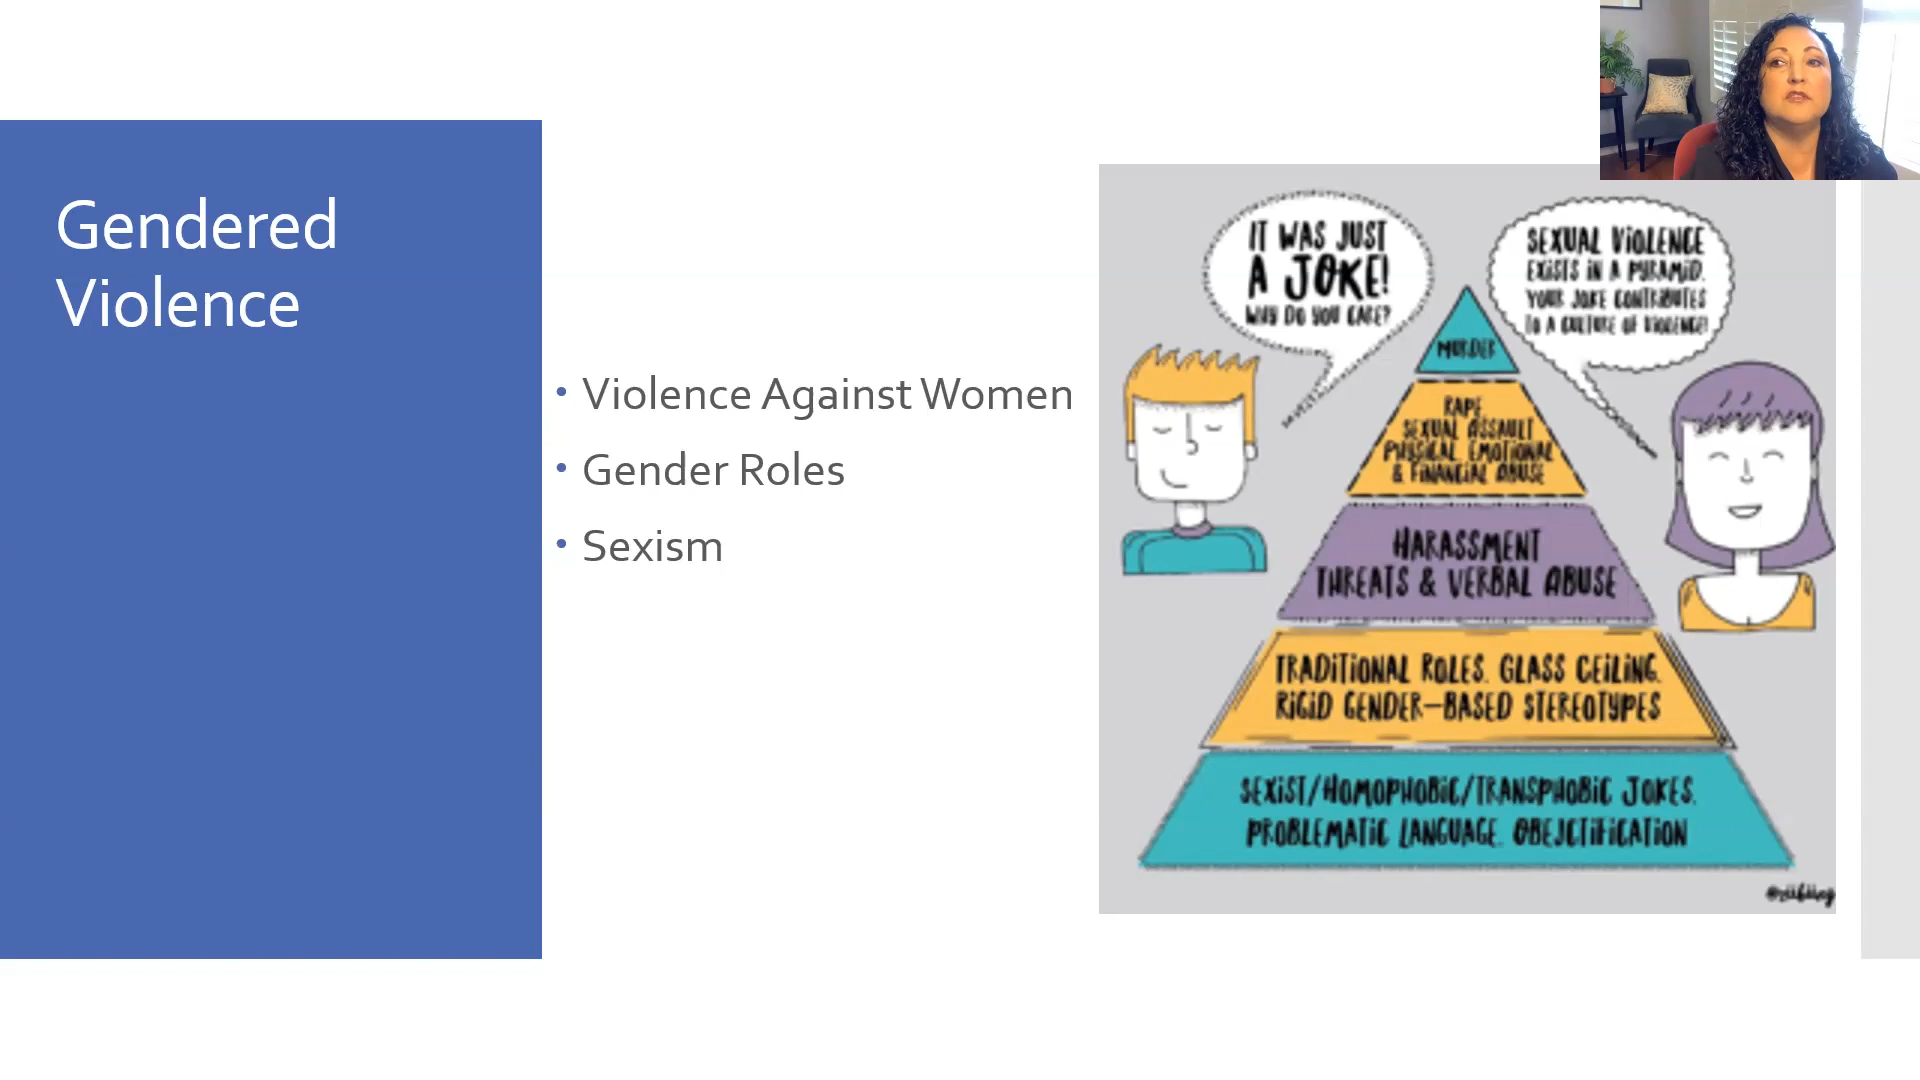 Gendered
Violence
• Violence Against Women
• Gender Roles
• Sexism
IT WAS JUST
A JOKE!
WHY DO YOU CARE?
SEXUAL VIOLENCE
EXISTS IN A PYRAMID.
YOUR JOKE CONTRIBUTES
TO A CULTURE OF VIOLENCE!
MURDER
RAPE,
SEXUAL ASSAULT
PHYSICAL, EMOTIONAL
& FINANCIAL ABUSE
HARASSMENT
THREATS & VERBAL ABUSE
TRADITIONAL ROLES, GLASS CEILING,
RIGID GENDER-BASED STEREOTYPES
SEXIST/HOMOPHOBIC/TRANSPHOBIC JOKES,
PROBLEMATIC LANGUAGE, OBEJCTIFICATION